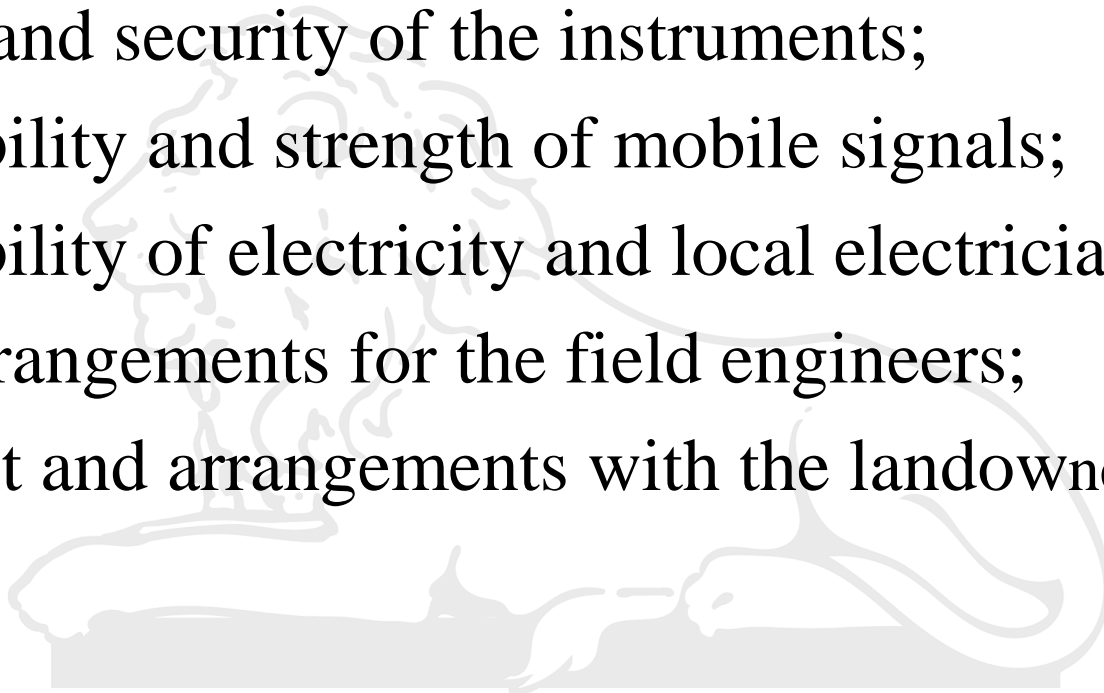 and security of the instruments;
bility and strength of mobile signals;
bility of electricity and local electricia
rangements for the field engineers;
t and arrangements with the landown